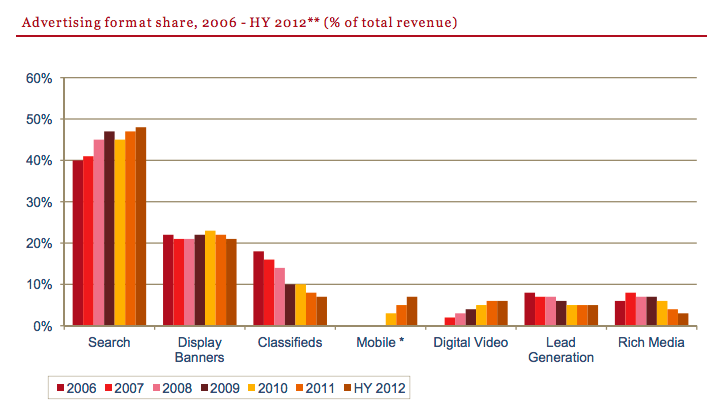 Advertising format share, 2006 - HY 2012** (% of total revenue)
60%
50%
40%
30%
20%
10%
0%
Search
Display
Banners
Classifieds
Mobile *
Digital Video
Lead
Generation
Rich Media
2006 2007 2008 2009 2010 2011 HY 2012